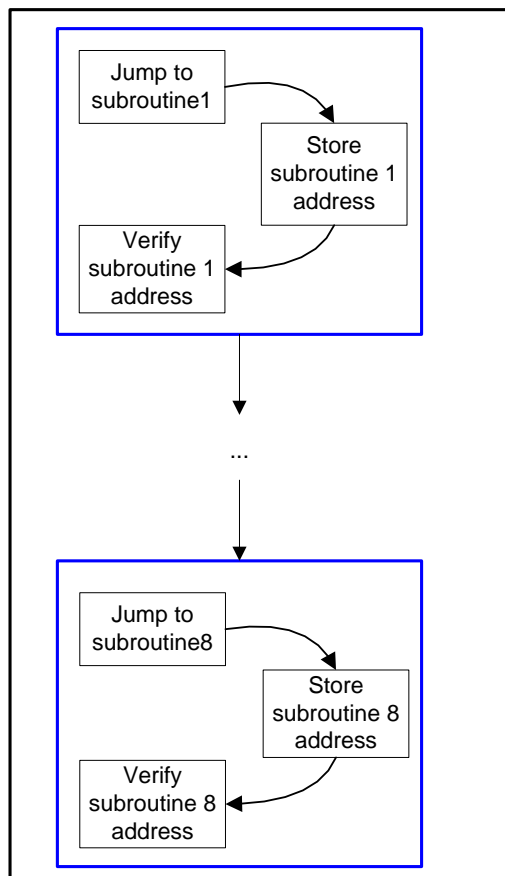 Jump to
subroutine1
Store
subroutine 1
address
Verify
subroutine 1
address
...
Jump to
subroutine8
Store
subroutine 8
address
Verify
subroutine 8
address